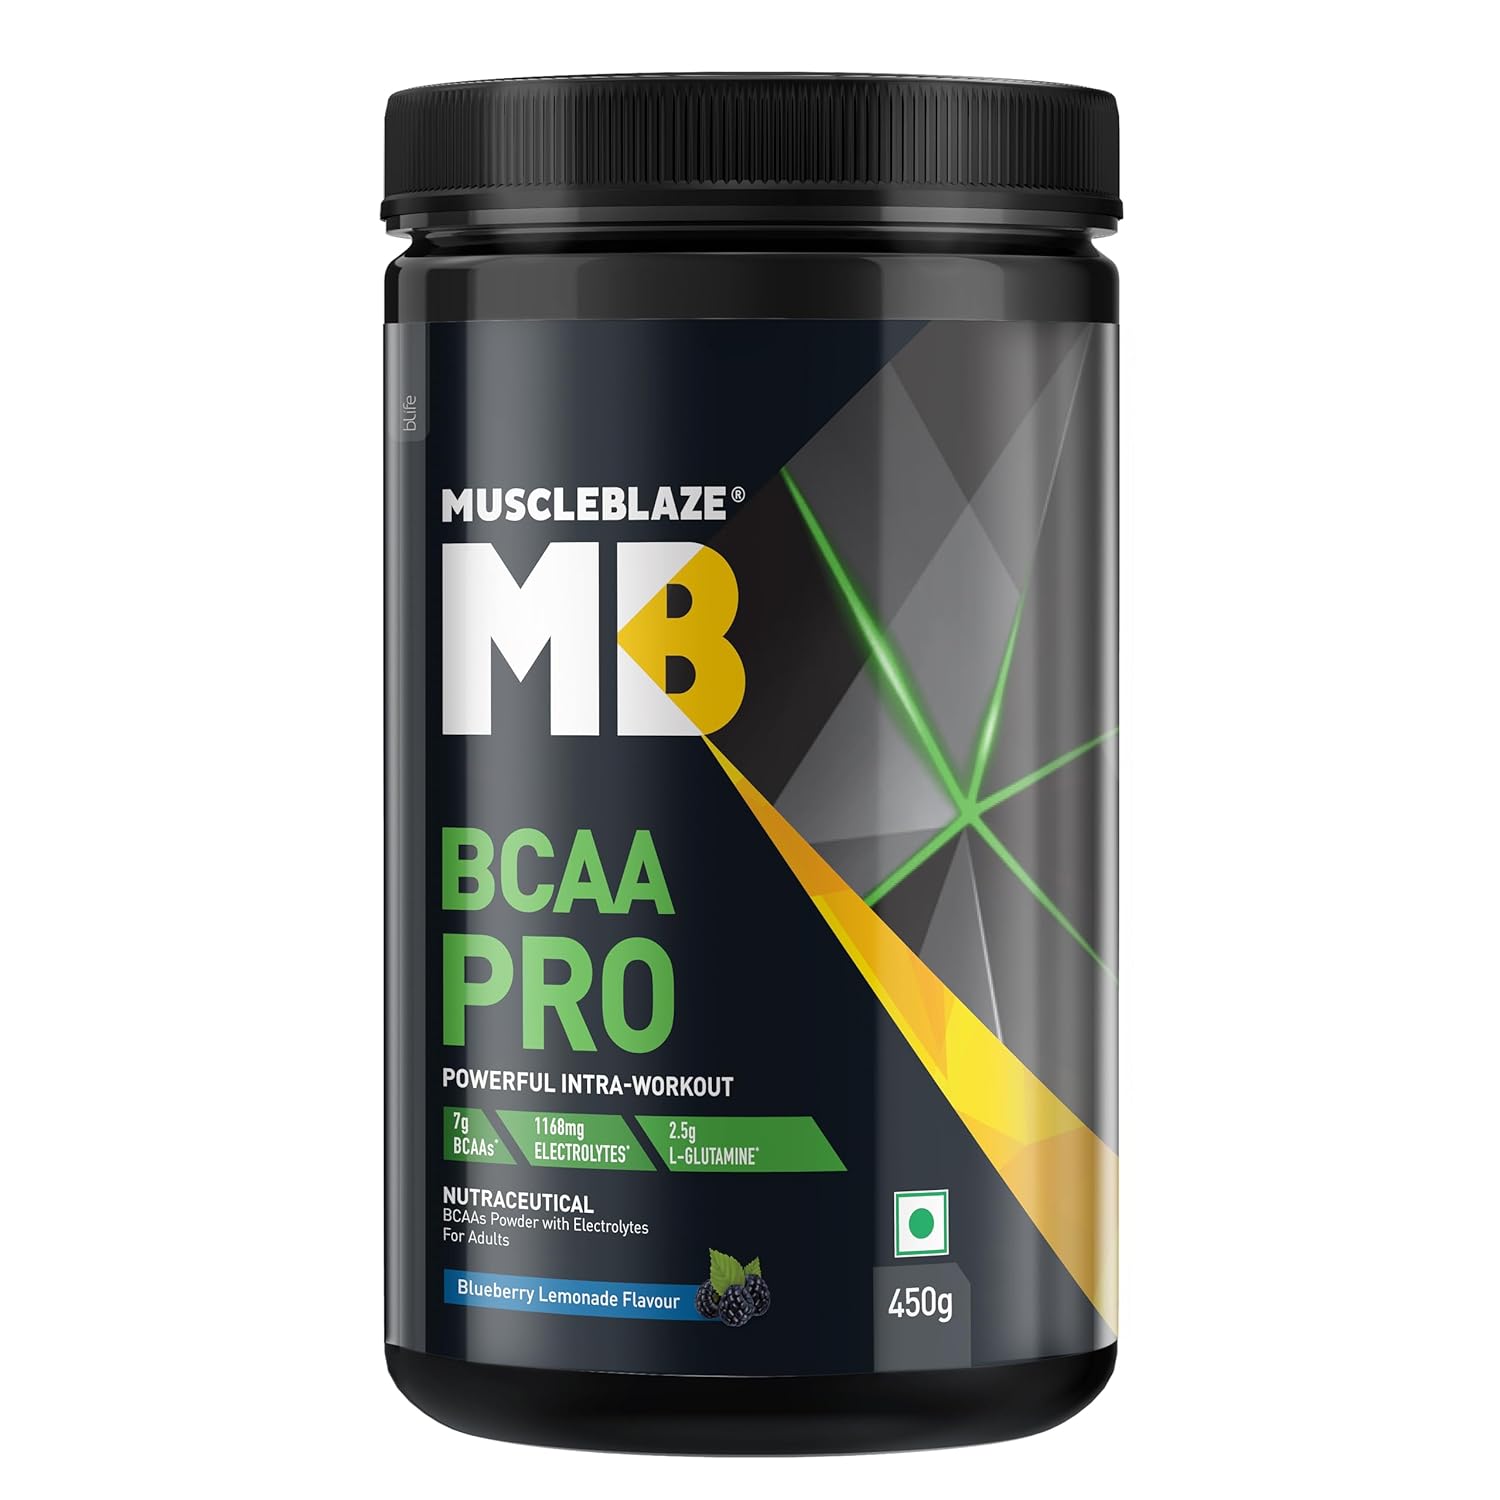 bLife
MUSCLEBLAZE®
MB
BCAA
PRO
POWERFUL INTRA-WORKOUT
7g
BCAAs*
1168mg
ELECTROLYTES*
2.5g
L-GLUTAMINE*
NUTRACEUTICAL
BCAAs Powder with Electrolytes
For Adults
Blueberry Lemonade Flavour
450g